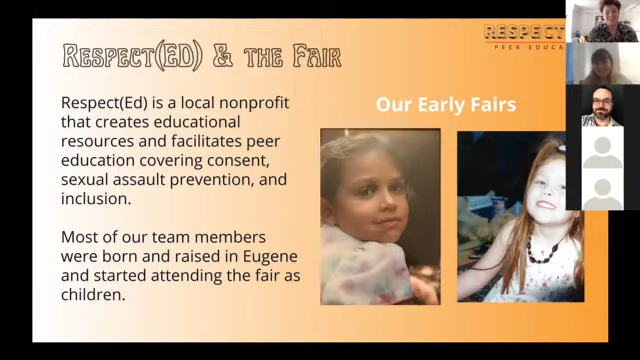 RESPECT
PEER EDUCA
RESPECT(ED) & THE FAIR
Respect(Ed) is a local nonprofit
that creates educational
resources and facilitates peer
education covering consent,
sexual assault prevention, and
inclusion.
Most of our team members
were born and raised in Eugene
and started attending the fair as
children.
Our Early Fairs